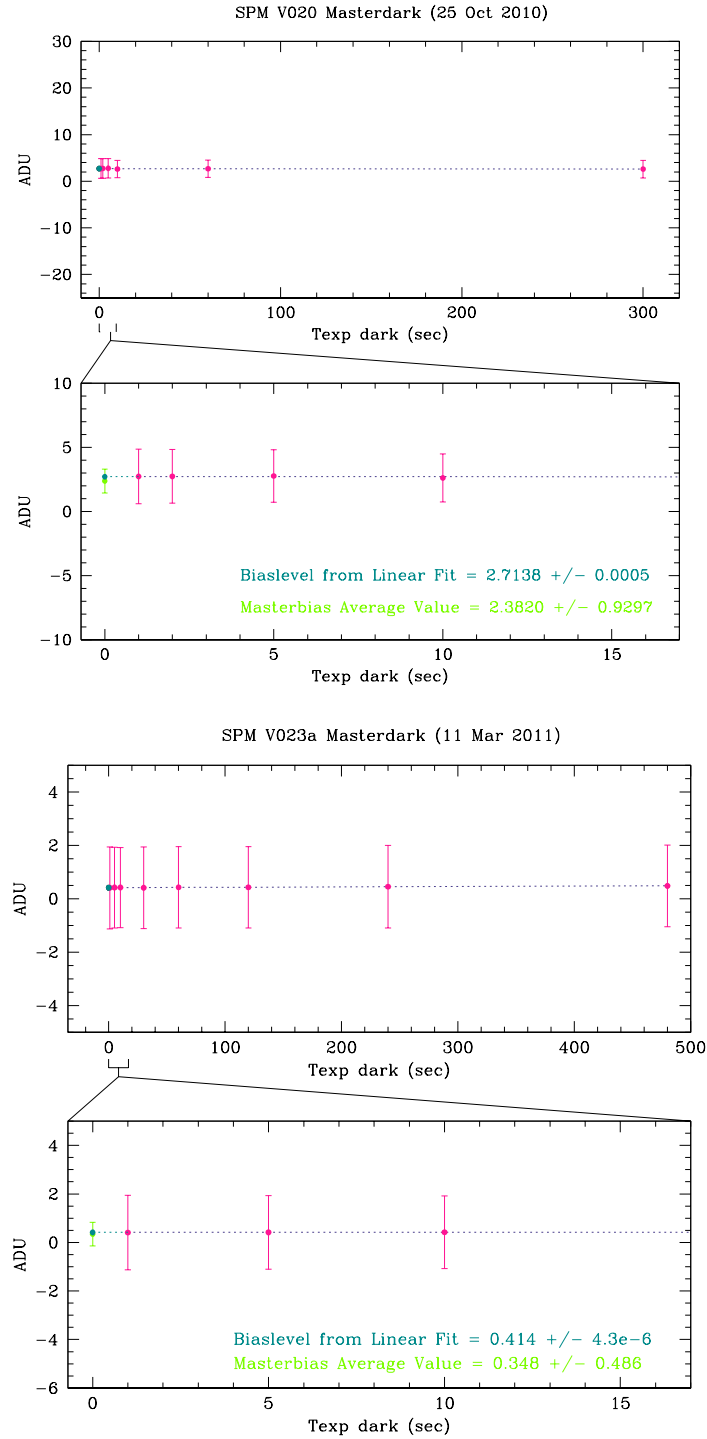 SPM V020 Masterdark (25 Oct 2010)
30
20
10
0
−10
−20
ADU
0 100 200 300
Texp dark (sec)
10
5
0
−5
−10
ADU
Biaslevel from Linear Fit = 2.7138 +/− 0.0005
Masterbias Average Value = 2.3820 +/− 0.9297
0 5 10 15
Texp dark (sec)
SPM V023a Masterdark (11 Mar 2011)
4
2
0
−2
−4
ADU
0 100 200 300 400 500
Texp dark (sec)
4
2
0
−2
−4
−6
ADU
Biaslevel from Linear Fit = 0.414 +/− 4.3e−6
Masterbias Average Value = 0.348 +/− 0.486
0 5 10 15
Texp dark (sec)